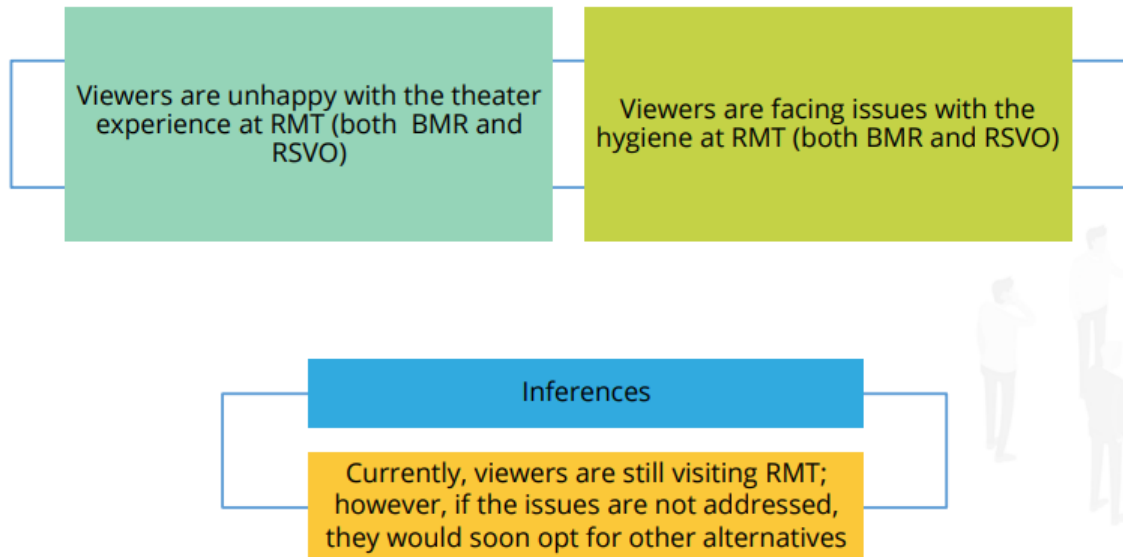 Viewers are unhappy with the theater
experience at RMT (both BMR and
RSVO)
Viewers are facing issues with the
hygiene at RMT (both BMR and RSVO)
Inferences
Currently, viewers are still visiting RMT;
however, if the issues are not addressed,
they would soon opt for other alternatives